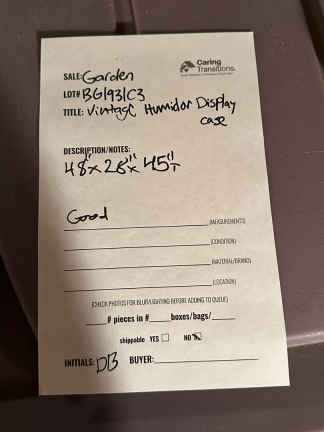 Caring
Transitions.
SALE: Garden
LOT# BG1931C3
TITLE: Vintage Humidor Display
case
DESCRIPTION/NOTES:
48"x 28"x 45"T
Good
(MEASUREMENTS)
(CONDITION)
(MATERIAL/BRAND)
(LOCATION)
(CHECK PHOTOS FOR BLUR/LIGHTING BEFORE ADDING TO QUEUE)
# pieces in # boxes/bags/
shippable YES NO
INITIALS: DB BUYER: